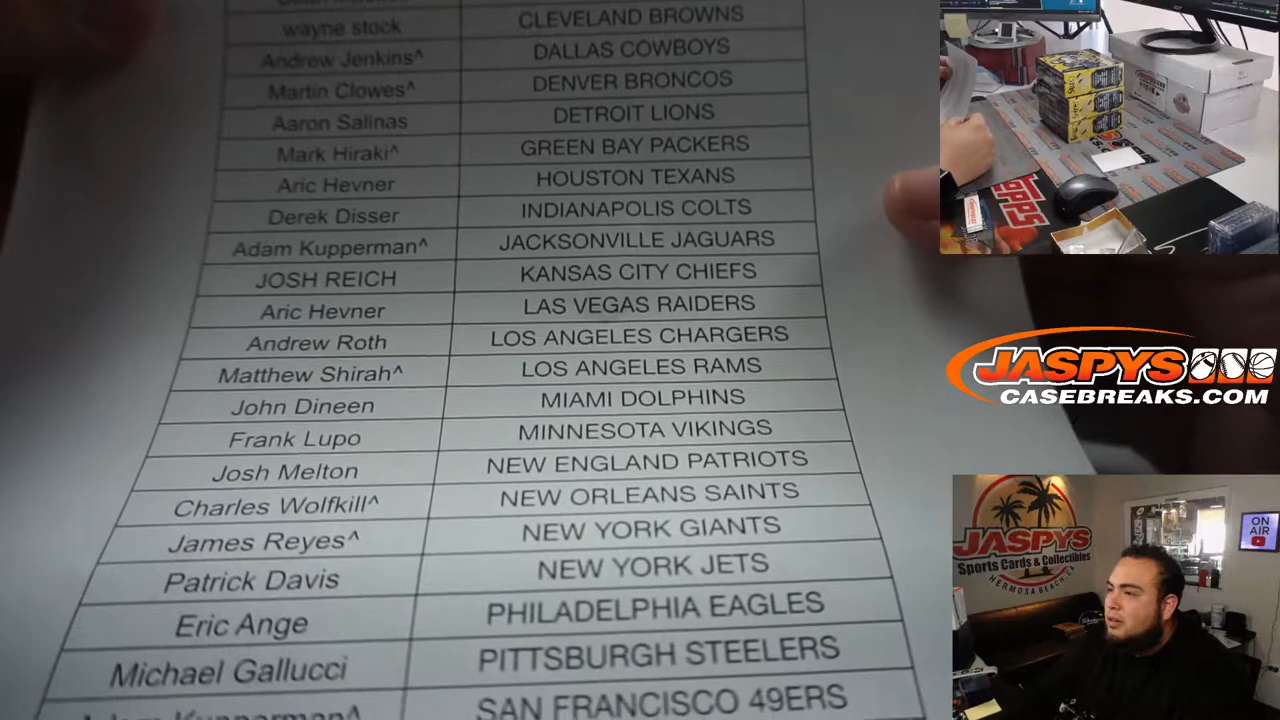 wayne stock CLEVELAND BROWNS
Andrew Jenkins^ DALLAS COWBOYS
Martin Clowes^ DENVER BRONCOS
Aaron Salinas DETROIT LIONS
Mark Hiraki^ GREEN BAY PACKERS
Aric Hevner HOUSTON TEXANS
Derek Disser INDIANAPOLIS COLTS
Adam Kupperman^ JACKSONVILLE JAGUARS
JOSH REICH KANSAS CITY CHIEFS
Aric Hevner LAS VEGAS RAIDERS
Andrew Roth LOS ANGELES CHARGERS
Matthew Shirah^ LOS ANGELES RAMS
John Dineen MIAMI DOLPHINS
Frank Lupo MINNESOTA VIKINGS
Josh Melton NEW ENGLAND PATRIOTS
Charles Wolfkill^ NEW ORLEANS SAINTS
James Reyes^ NEW YORK GIANTS
Patrick Davis NEW YORK JETS
Eric Ange PHILADELPHIA EAGLES
Michael Gallucci PITTSBURGH STEELERS
Adam Kupperman^ SAN FRANCISCO 49ERS
TOPPS
JASPYS
CASEBREAKS.COM
JASPYS
Sports Cards & Collectibles
HERMOSA BEACH, CA
ON
AIR